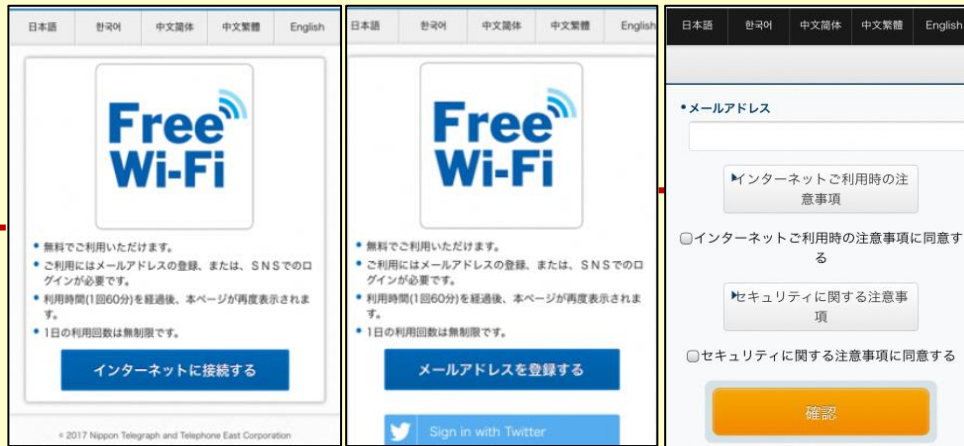 日本語 한국어 中文简体 中文繁體 English
Free
Wi-Fi
無料でご利用いただけます。
ご利用にはメールアドレスの登録、または、ＳＮＳでのロ
グインが必要です。
利用時間(1回60分)を経過後、本ページが再度表示されま
す。
1日の利用回数は無制限です。
インターネットに接続する
© 2017 Nippon Telegraph and Telephone East Corporation
日本語 한국어 中文简体 中文繁體 English
Free
Wi-Fi
無料でご利用いただけます。
ご利用にはメールアドレスの登録、または、ＳＮＳでのロ
グインが必要です。
利用時間(1回60分)を経過後、本ページが再度表示されま
す。
1日の利用回数は無制限です。
メールアドレスを登録する
Sign in with Twitter
日本語 한국어 中文简体 中文繁體 English
メールアドレス
インターネットご利用時の注
意事項
インターネットご利用時の注意事項に同意す
る
セキュリティに関する注意事
項
セキュリティに関する注意事項に同意する
確認